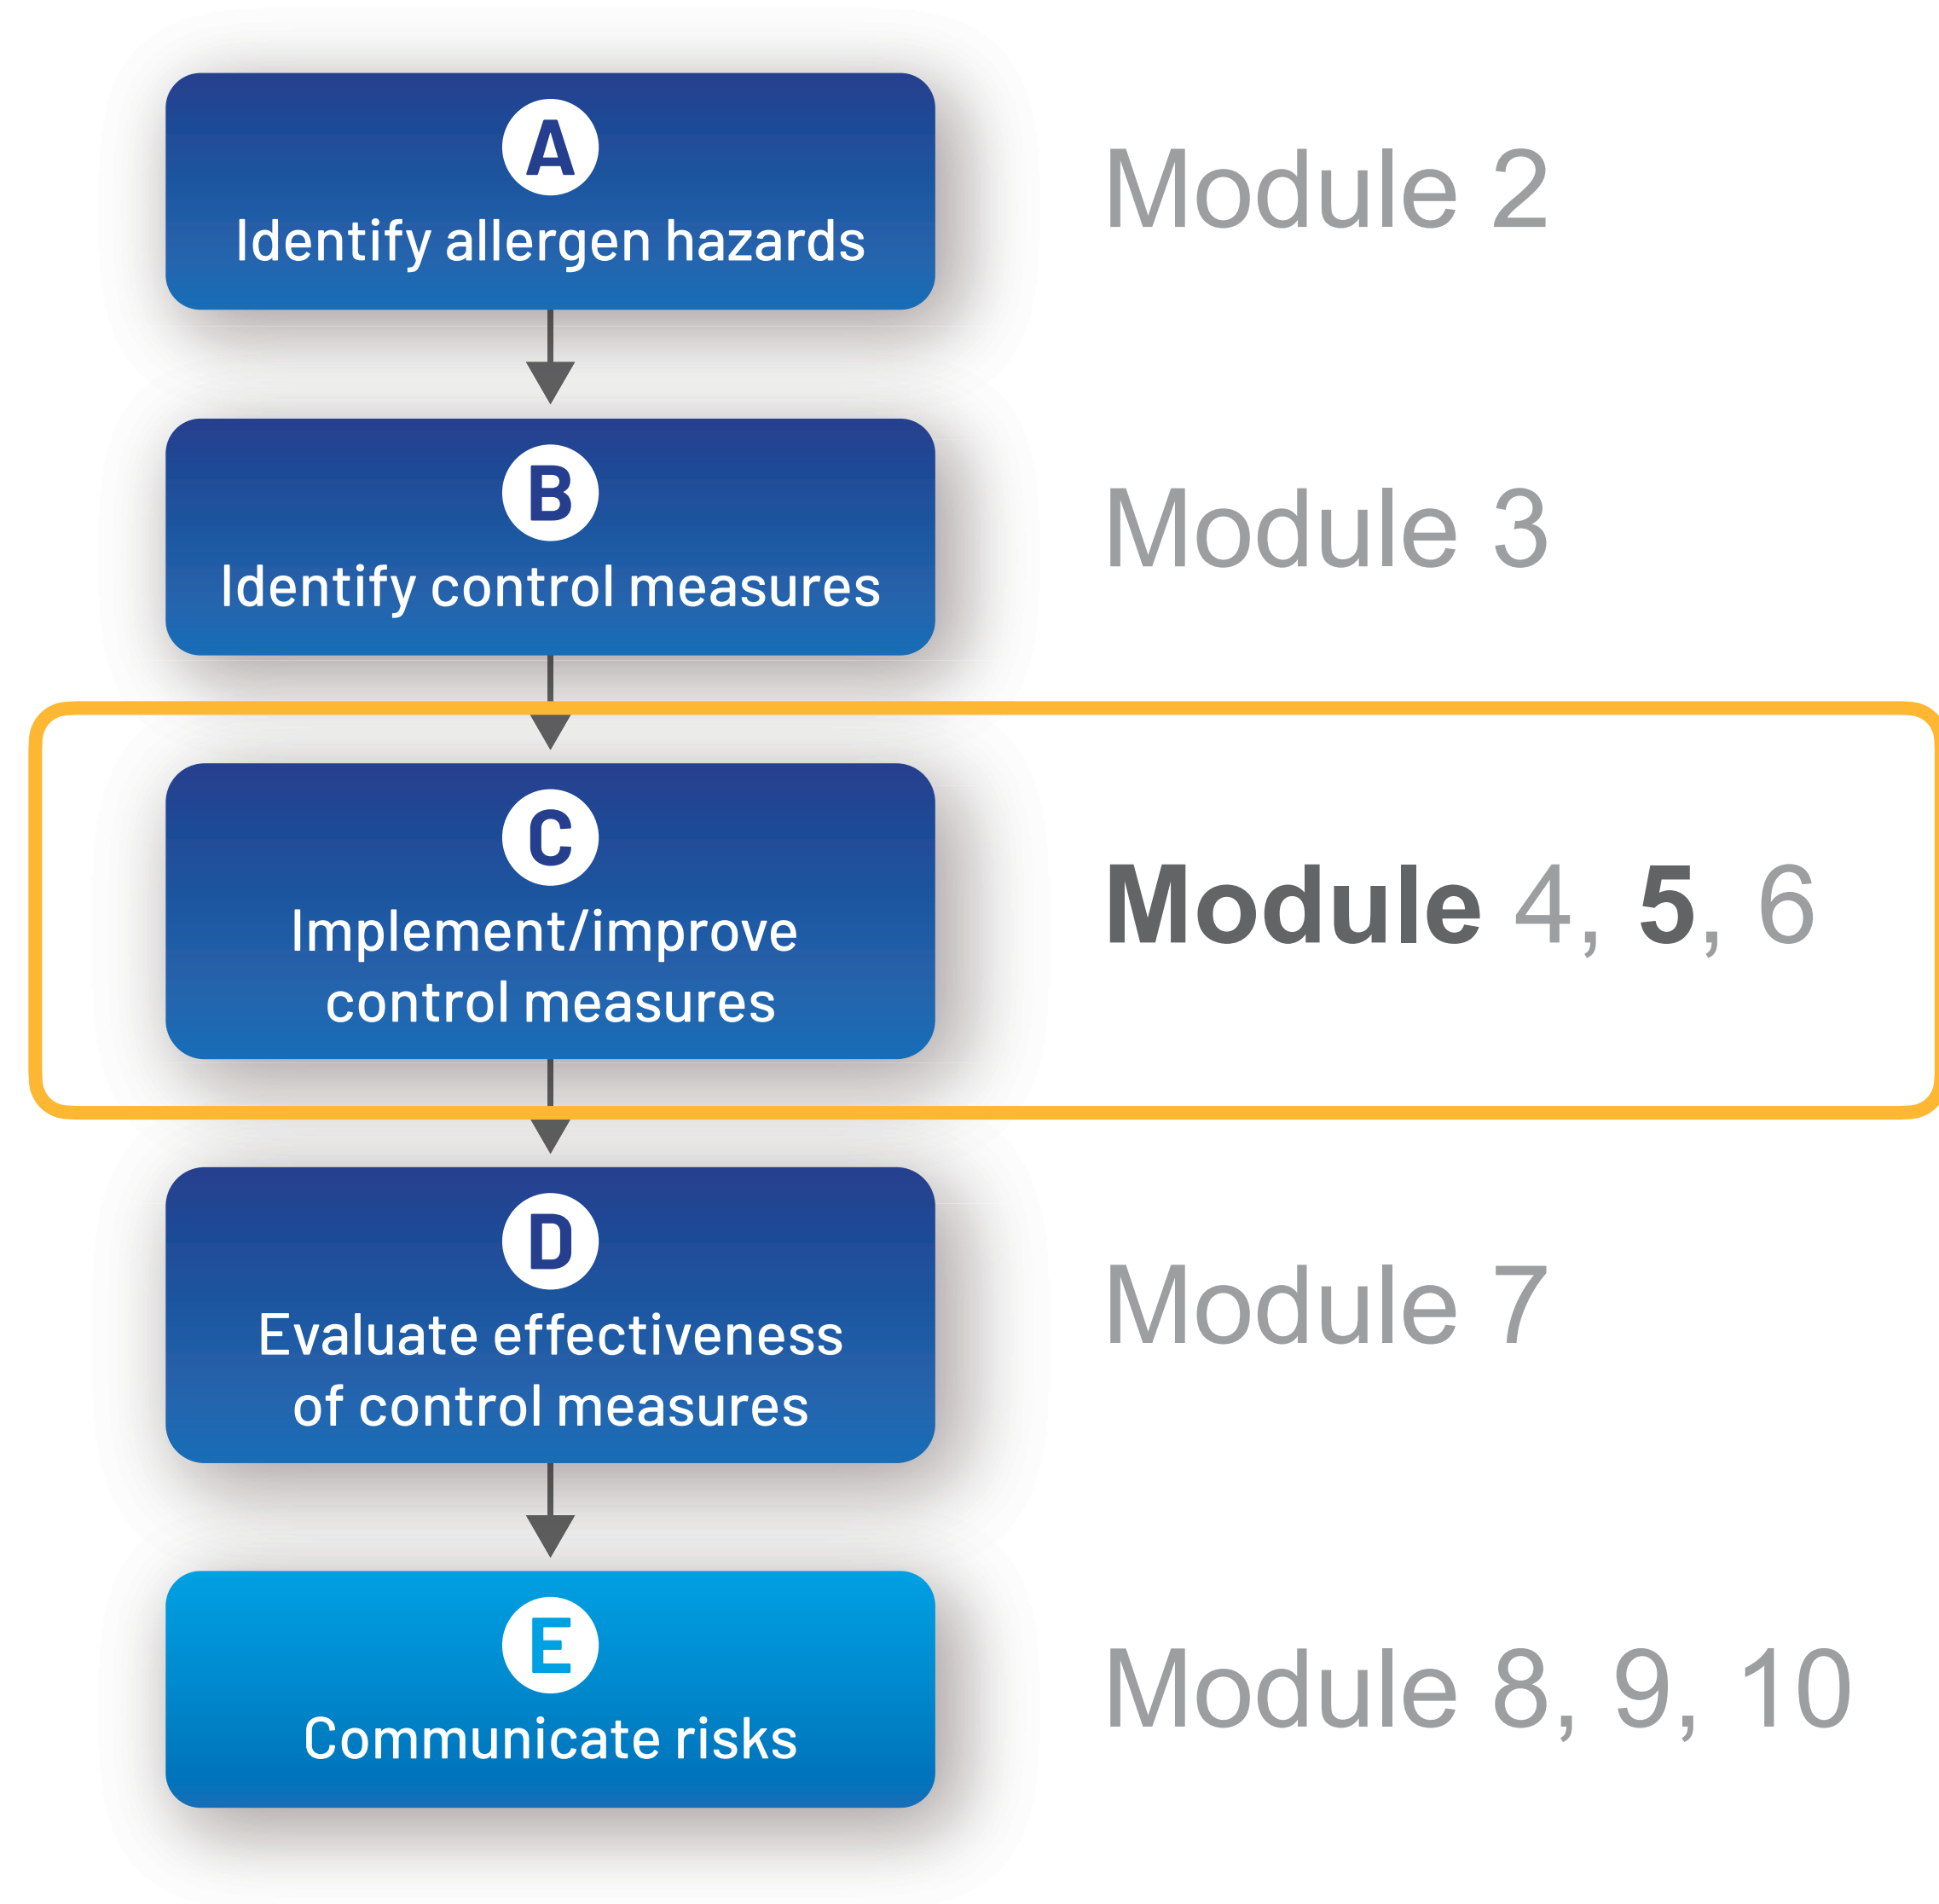 A
Identify allergen hazards
Module 2
B
Identify control measures
Module 3
C
Implement/improve
control measures
Module 4, 5, 6
D
Evaluate effectiveness
of control measures
Module 7
E
Communicate risks
Module 8, 9, 10